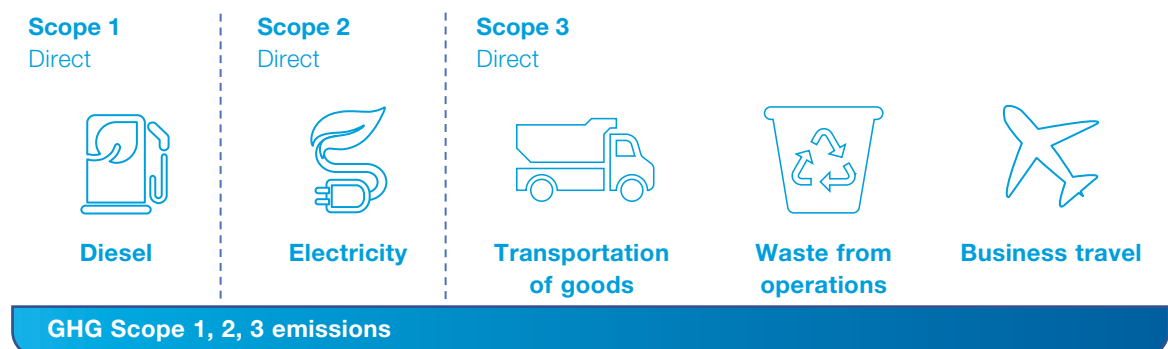 Scope 1
Direct
Scope 2
Direct
Scope 3
Direct
Diesel
Electricity
Transportation
of goods
Waste from
operations
Business travel
GHG Scope 1, 2, 3 emissions